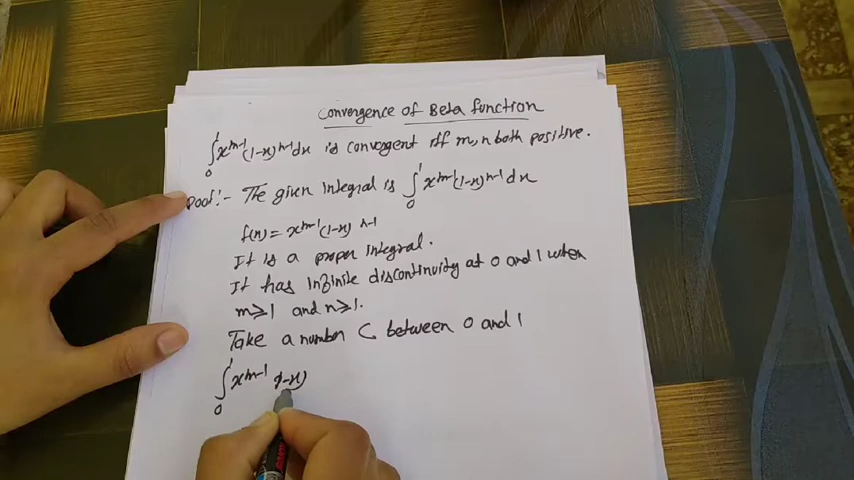 Convergence of Beta function
∫₀¹ x^m-1 (1-x)^n-1 dx is convergent iff m,n both positive.
Proof:- The given integral is ∫₀¹ x^m-1 (1-x)^n-1 dx
f(x) = x^m-1 (1-x)^n-1
It is a proper integral.
It has infinite discontinuity at 0 and 1 when
m≥1 and n≥1.
Take a number C between 0 and 1
∫₀¹ x^m-1 (1-x)